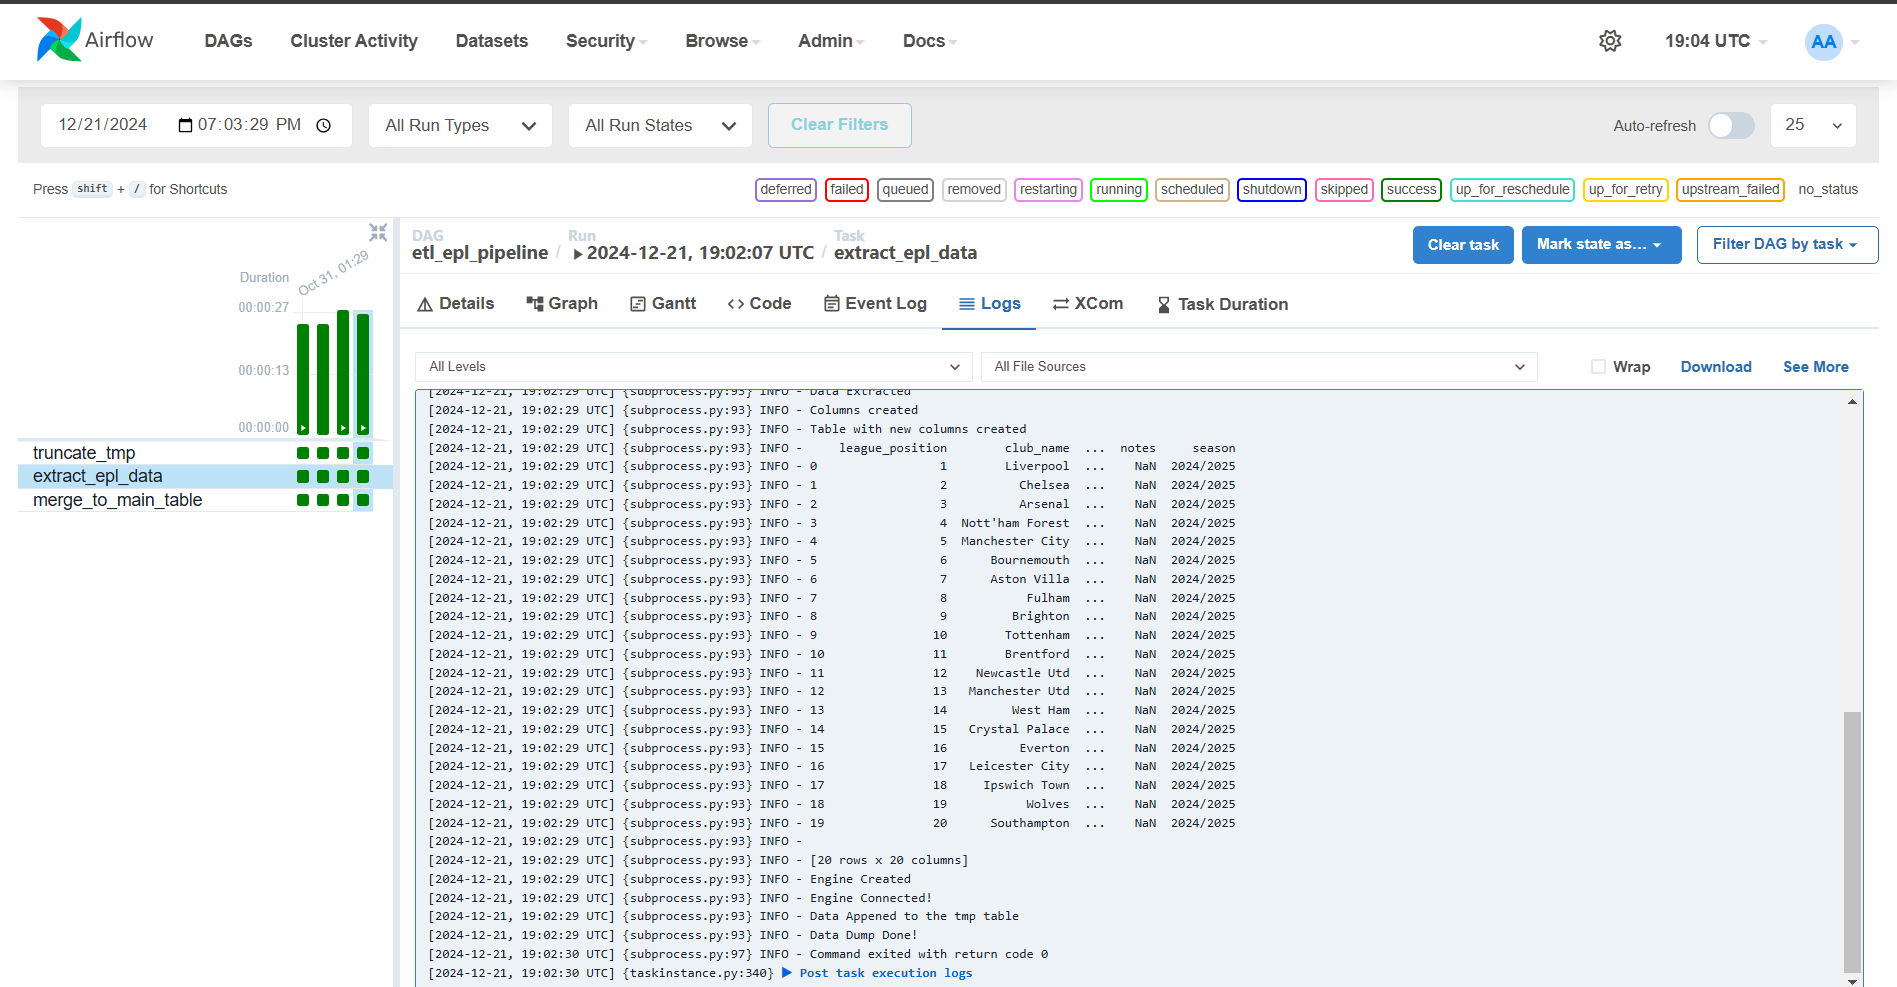 Airflow DAGs Cluster Activity Datasets Security Browse Admin Docs 19:04 UTC AA
12/21/2024 07:03:29 PM All Run Types All Run States Clear Filters Auto-refresh 25
Press shift + / for Shortcuts deferred failed queued removed restarting running scheduled shutdown skipped success up_for_reschedule up_for_retry upstream_failed no_status
DAG Run Task
etl_epl_pipeline / 2024-12-21, 19:02:07 UTC / extract_epl_data Clear task Mark state as... Filter DAG by task
Oct 31, 01:29
Duration
00:00:27
00:00:13
00:00:00
truncate_tmp
extract_epl_data
merge_to_main_table
Details Graph Gantt Code Event Log Logs XCom Task Duration
All Levels All File Sources Wrap Download See More
[2024-12-21, 19:02:29 UTC] {subprocess.py:93} INFO - Data Extracted
[2024-12-21, 19:02:29 UTC] {subprocess.py:93} INFO - Columns created
[2024-12-21, 19:02:29 UTC] {subprocess.py:93} INFO - Table with new columns created
[2024-12-21, 19:02:29 UTC] {subprocess.py:93} INFO - league_position club_name ... notes season
[2024-12-21, 19:02:29 UTC] {subprocess.py:93} INFO - 0 1 Liverpool ... NaN 2024/2025
[2024-12-21, 19:02:29 UTC] {subprocess.py:93} INFO - 1 2 Chelsea ... NaN 2024/2025
[2024-12-21, 19:02:29 UTC] {subprocess.py:93} INFO - 2 3 Arsenal ... NaN 2024/2025
[2024-12-21, 19:02:29 UTC] {subprocess.py:93} INFO - 3 4 Nott'ham Forest ... NaN 2024/2025
[2024-12-21, 19:02:29 UTC] {subprocess.py:93} INFO - 4 5 Manchester City ... NaN 2024/2025
[2024-12-21, 19:02:29 UTC] {subprocess.py:93} INFO - 5 6 Bournemouth ... NaN 2024/2025
[2024-12-21, 19:02:29 UTC] {subprocess.py:93} INFO - 6 7 Aston Villa ... NaN 2024/2025
[2024-12-21, 19:02:29 UTC] {subprocess.py:93} INFO - 7 8 Fulham ... NaN 2024/2025
[2024-12-21, 19:02:29 UTC] {subprocess.py:93} INFO - 8 9 Brighton ... NaN 2024/2025
[2024-12-21, 19:02:29 UTC] {subprocess.py:93} INFO - 9 10 Tottenham ... NaN 2024/2025
[2024-12-21, 19:02:29 UTC] {subprocess.py:93} INFO - 10 11 Brentford ... NaN 2024/2025
[2024-12-21, 19:02:29 UTC] {subprocess.py:93} INFO - 11 12 Newcastle Utd ... NaN 2024/2025
[2024-12-21, 19:02:29 UTC] {subprocess.py:93} INFO - 12 13 Manchester Utd ... NaN 2024/2025
[2024-12-21, 19:02:29 UTC] {subprocess.py:93} INFO - 13 14 West Ham ... NaN 2024/2025
[2024-12-21, 19:02:29 UTC] {subprocess.py:93} INFO - 14 15 Crystal Palace ... NaN 2024/2025
[2024-12-21, 19:02:29 UTC] {subprocess.py:93} INFO - 15 16 Everton ... NaN 2024/2025
[2024-12-21, 19:02:29 UTC] {subprocess.py:93} INFO - 16 17 Leicester City ... NaN 2024/2025
[2024-12-21, 19:02:29 UTC] {subprocess.py:93} INFO - 17 18 Ipswich Town ... NaN 2024/2025
[2024-12-21, 19:02:29 UTC] {subprocess.py:93} INFO - 18 19 Wolves ... NaN 2024/2025
[2024-12-21, 19:02:29 UTC] {subprocess.py:93} INFO - 19 20 Southampton ... NaN 2024/2025
[2024-12-21, 19:02:29 UTC] {subprocess.py:93} INFO -
[2024-12-21, 19:02:29 UTC] {subprocess.py:93} INFO - [20 rows x 20 columns]
[2024-12-21, 19:02:29 UTC] {subprocess.py:93} INFO - Engine Created
[2024-12-21, 19:02:29 UTC] {subprocess.py:93} INFO - Engine Connected!
[2024-12-21, 19:02:29 UTC] {subprocess.py:93} INFO - Data Appened to the tmp table
[2024-12-21, 19:02:29 UTC] {subprocess.py:93} INFO - Data Dump Done!
[2024-12-21, 19:02:30 UTC] {subprocess.py:97} INFO - Command exited with return code 0
[2024-12-21, 19:02:30 UTC] {taskinstance.py:340} ▶ Post task execution logs